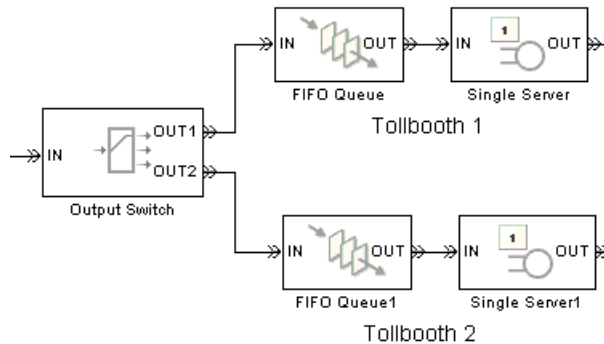 IN
OUT
FIFO Queue
IN
1
OUT
Single Server
Tollbooth 1
IN
OUT1
OUT2
Output Switch
IN
OUT
FIFO Queue1
IN
1
OUT
Single Server1
Tollbooth 2